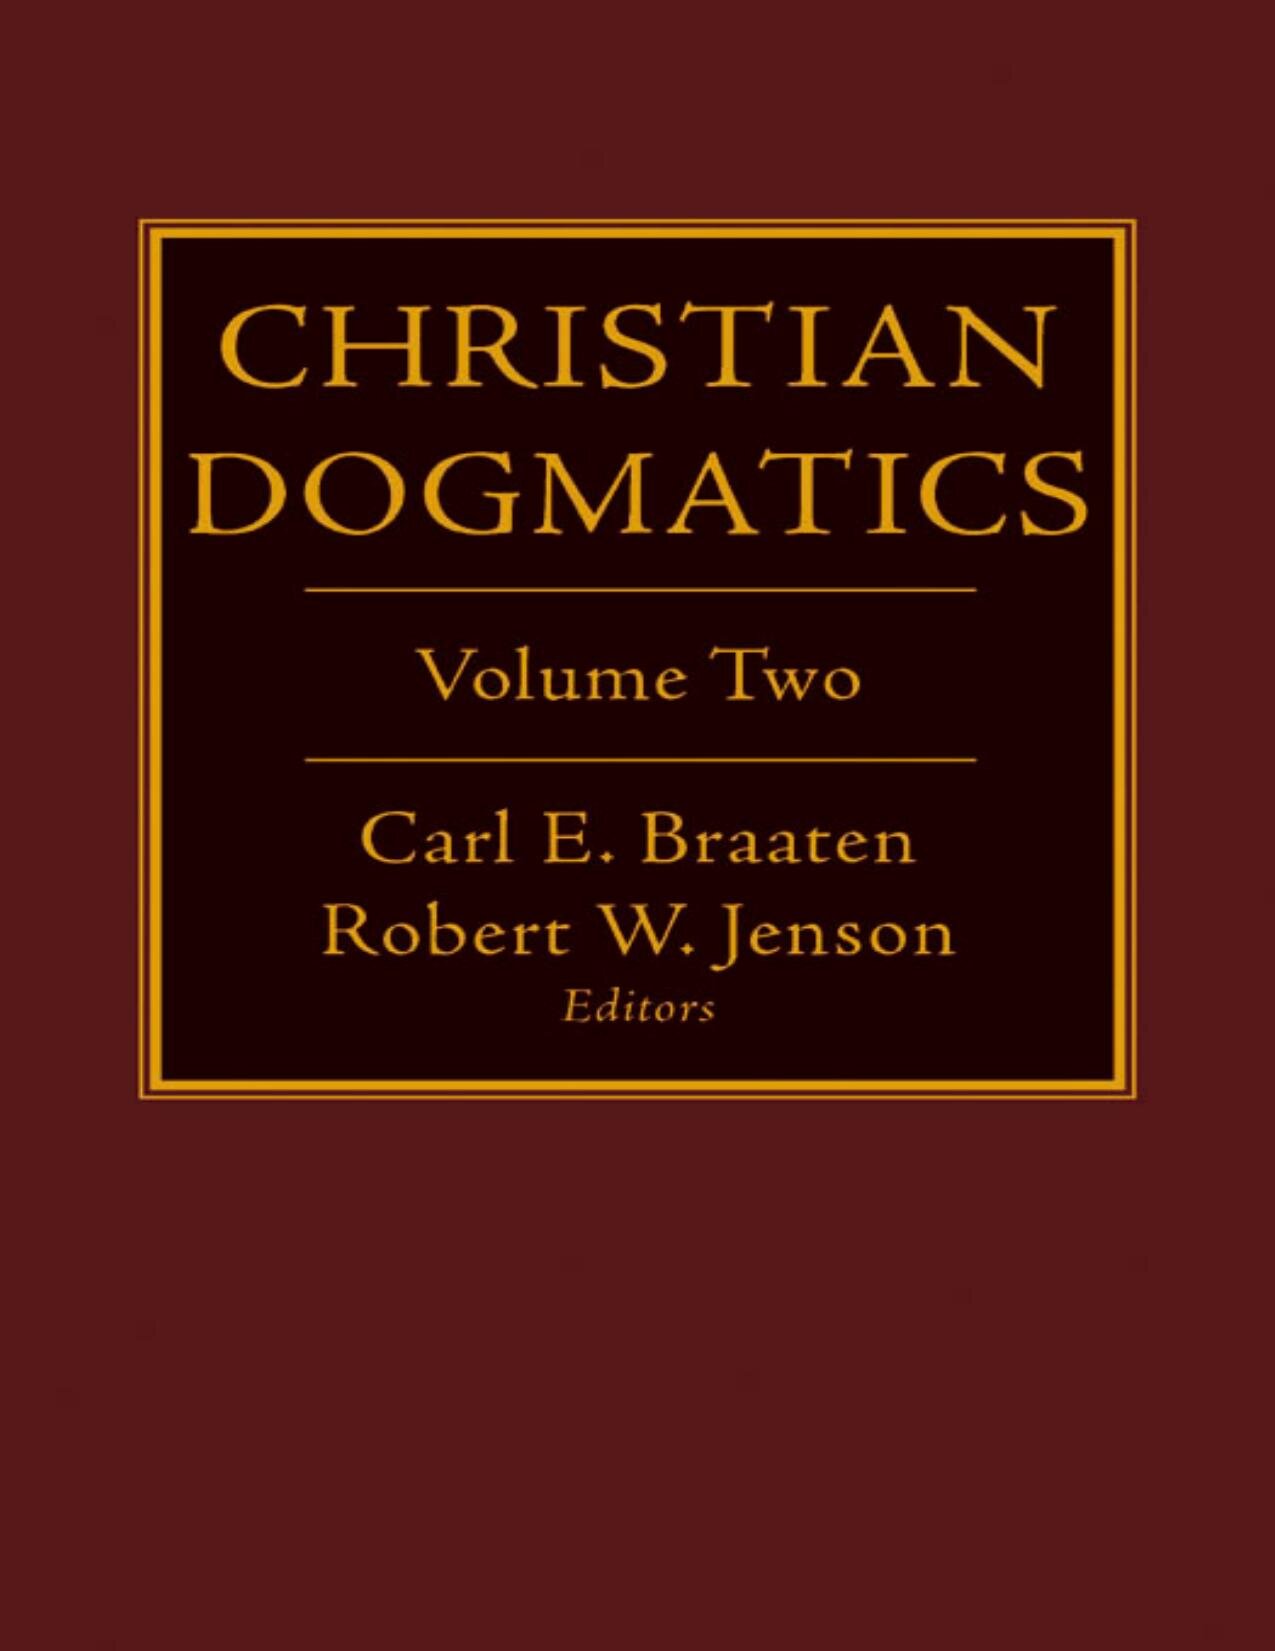 CHRISTIAN
DOGMATICS
Volume Two
Carl E. Braaten
Robert W. Jenson
Editors